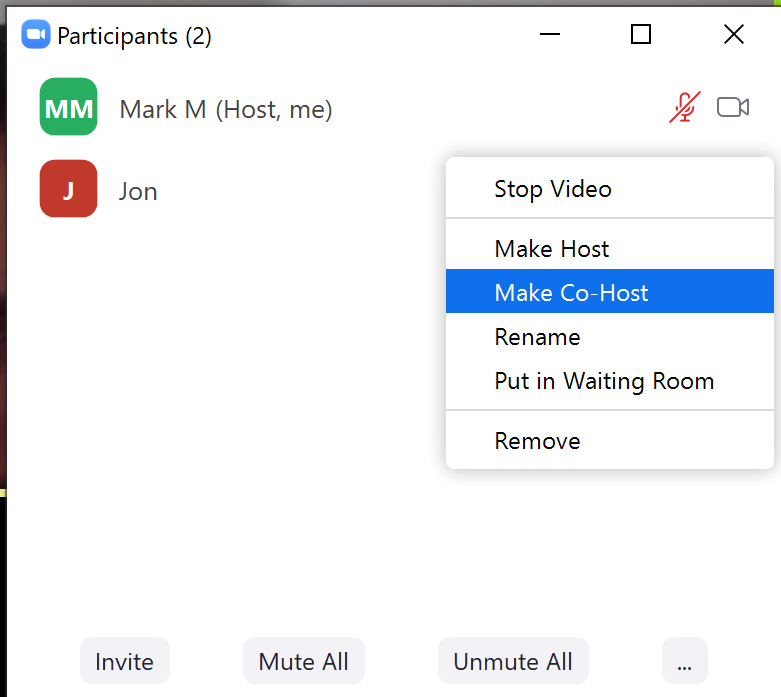 Participants (2)
MM Mark M (Host, me)
J Jon
Stop Video
Make Host
Make Co-Host
Rename
Put in Waiting Room
Remove
Invite Mute All Unmute All ...